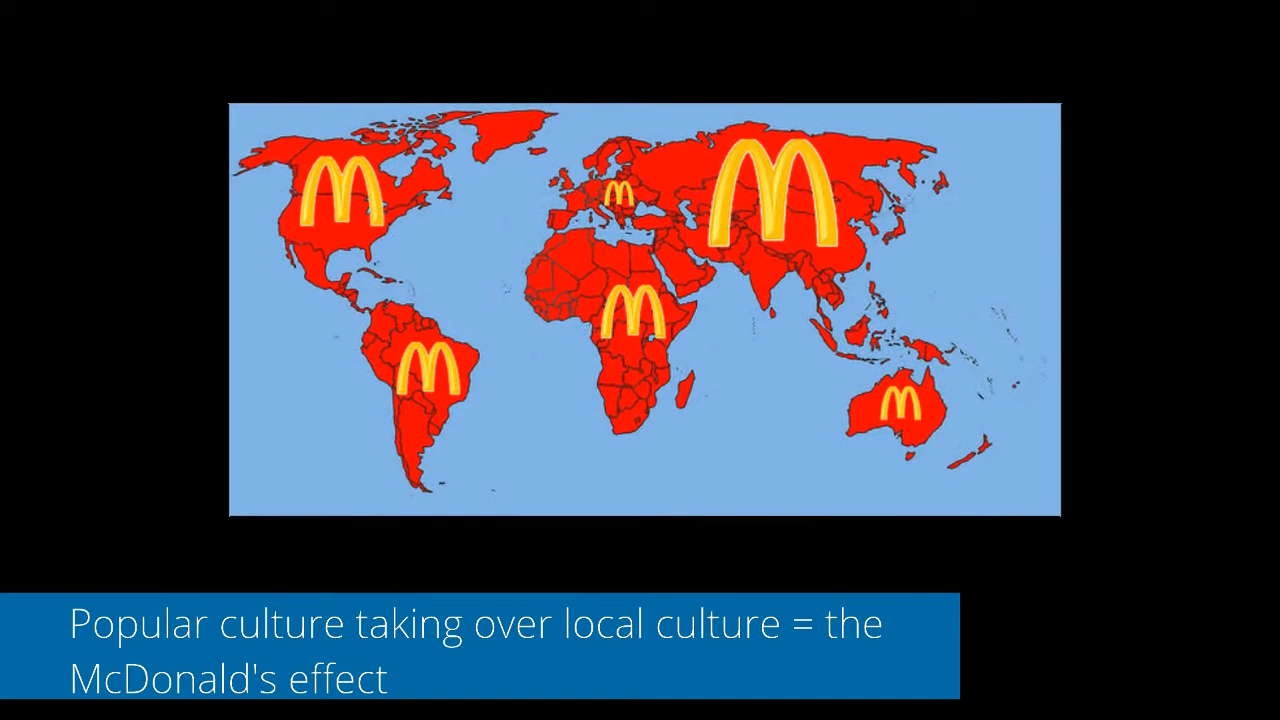 Popular culture taking over local culture = the
McDonald's effect